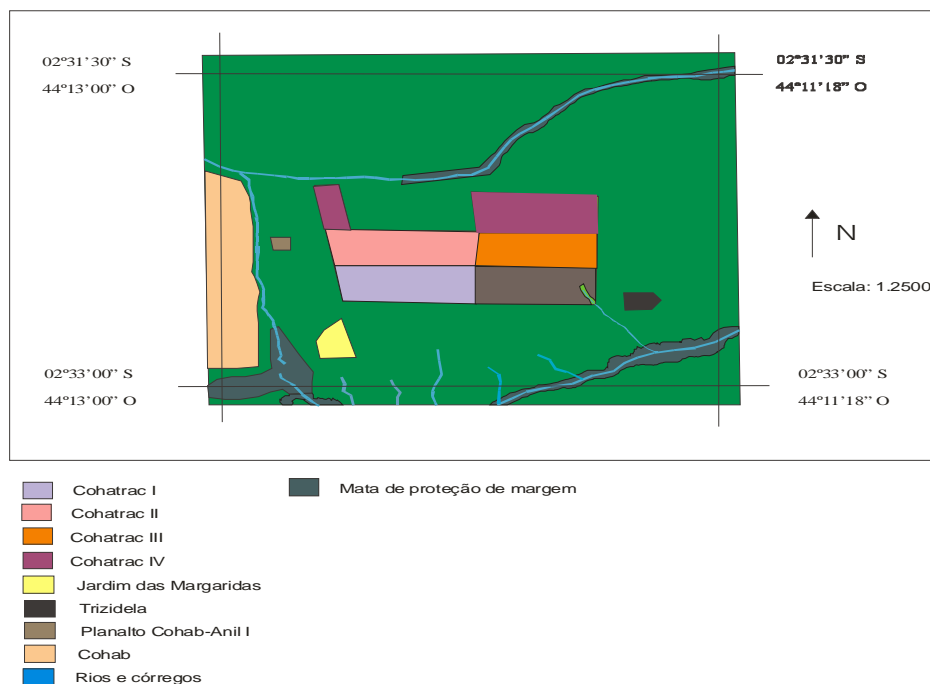 02°31'30" S
44°13'00" O
02°31'30" S
44°11'18" O
N
Escala: 1.2500
02°33'00" S
44°13'00" O
02°33'00" S
44°11'18" O
Cohatrac I
Cohatrac II
Cohatrac III
Cohatrac IV
Jardim das Margaridas
Trizidela
Planalto Cohab-Anil I
Cohab
Rios e córregos
Mata de proteção de margem